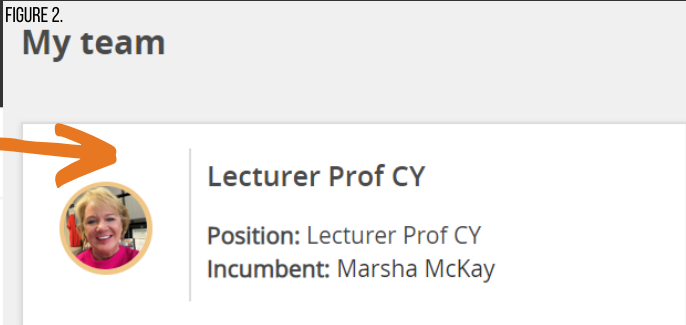 FIGURE 2.
My team
Lecturer Prof CY
Position: Lecturer Prof CY
Incumbent: Marsha McKay